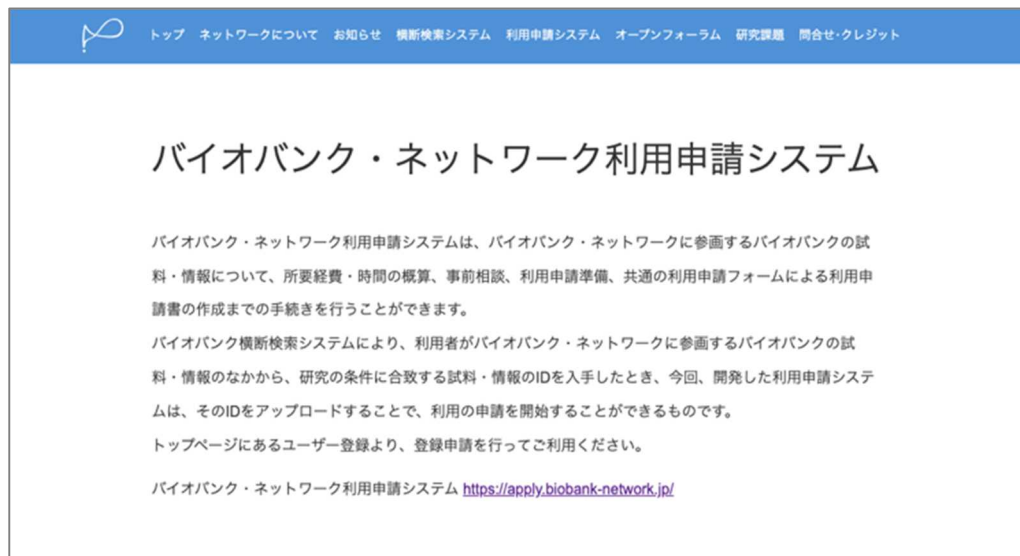 トップ ネットワークについて お知らせ 横断検索システム 利用申請システム オープンフォーラム 研究課題 問合せ・クレジット
バイオバンク・ネットワーク利用申請システム
バイオバンク・ネットワーク利用申請システムは、バイオバンク・ネットワークに参画するバイオバンクの試
料・情報について、所要経費・時間の概算、事前相談、利用申請準備、共通の利用申請フォームによる利用申
請書の作成までの手続きを行うことができます。
バイオバンク横断検索システムにより、利用者がバイオバンク・ネットワークに参画するバイオバンクの試
料・情報のなかから、研究の条件に合致する試料・情報のIDを入手したとき、今回、開発した利用申請システ
ムは、そのIDをアップロードすることで、利用の申請を開始することができるものです。
トップページにあるユーザー登録より、登録申請を行ってご利用ください。
バイオバンク・ネットワーク利用申請システム https://apply.biobank-network.jp/